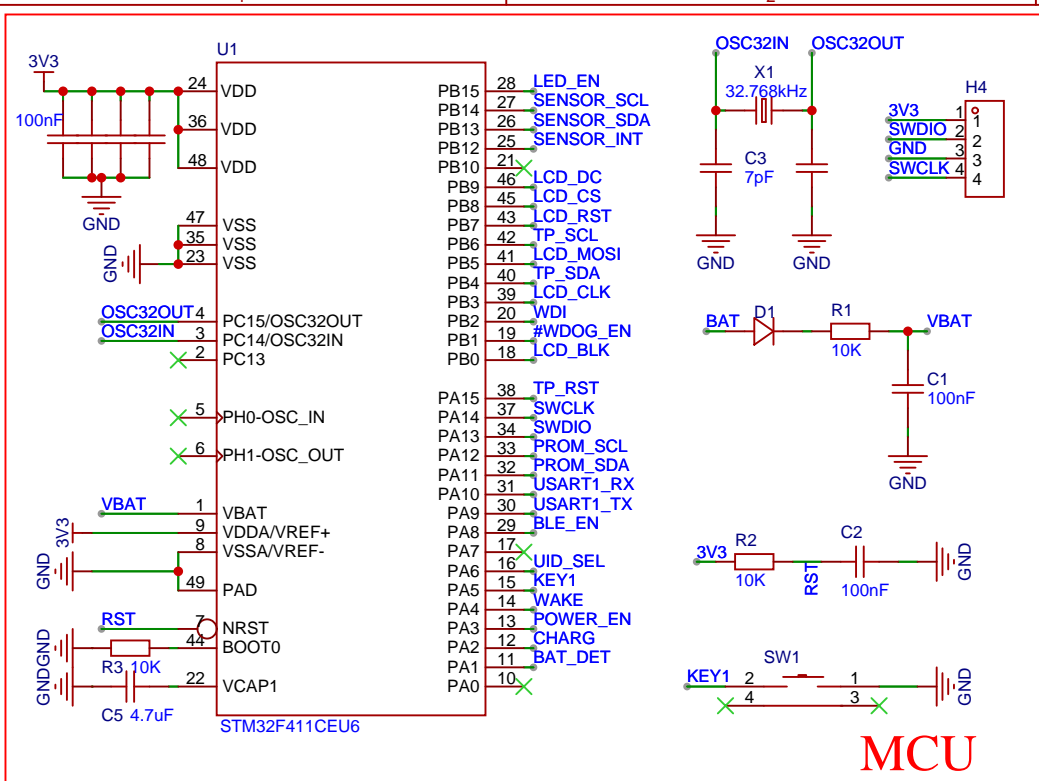 2
U1
3V3
100nF
GND
24 VDD
36 VDD
48 VDD
47 VSS
35 VSS
23 VSS
GND
OSC32OUT 4 PC15/OSC32OUT
OSC32IN 3 PC14/OSC32IN
2 PC13
5 PH0-OSC_IN
6 PH1-OSC_OUT
VBAT 1 VBAT
3V3 9 VDDA/VREF+
8 VSSA/VREF-
GND
49 PAD
RST 7 NRST
GND 44 BOOT0
R3 10K
GND 22 VCAP1
C5 4.7uF
STM32F411CEU6
PB15 28 LED_EN
PB14 27 SENSOR_SCL
PB13 26 SENSOR_SDA
PB12 25 SENSOR_INT
PB10 21
PB9 46 LCD_DC
PB8 45 LCD_CS
PB7 43 LCD_RST
PB6 42 TP_SCL
PB5 41 LCD_MOSI
PB4 40 TP_SDA
PB3 39 LCD_CLK
PB2 20 WDI
PB1 19 #WDOG_EN
PB0 18 LCD_BLK
PA15 38 TP_RST
PA14 37 SWCLK
PA13 34 SWDIO
PA12 33 PROM_SCL
PA11 32 PROM_SDA
PA10 31 USART1_RX
PA9 30 USART1_TX
PA8 29 BLE_EN
PA7 17
PA6 16 UID_SEL
PA5 15 KEY1
PA4 14 WAKE
PA3 13 POWER_EN
PA2 12 CHARG
PA1 11 BAT_DET
PA0 10
OSC32IN OSC32OUT
X1
32.768kHz
C3
7pF
GND GND
H4
3V3 1 1
SWDIO 2 2
GND 3 3
SWCLK 4 4
BAT D1 R1 VBAT
10K
C1
100nF
GND
3V3 R2 C2
10K RST 100nF GND
SW1
KEY1 2 1 GND
4 3
MCU